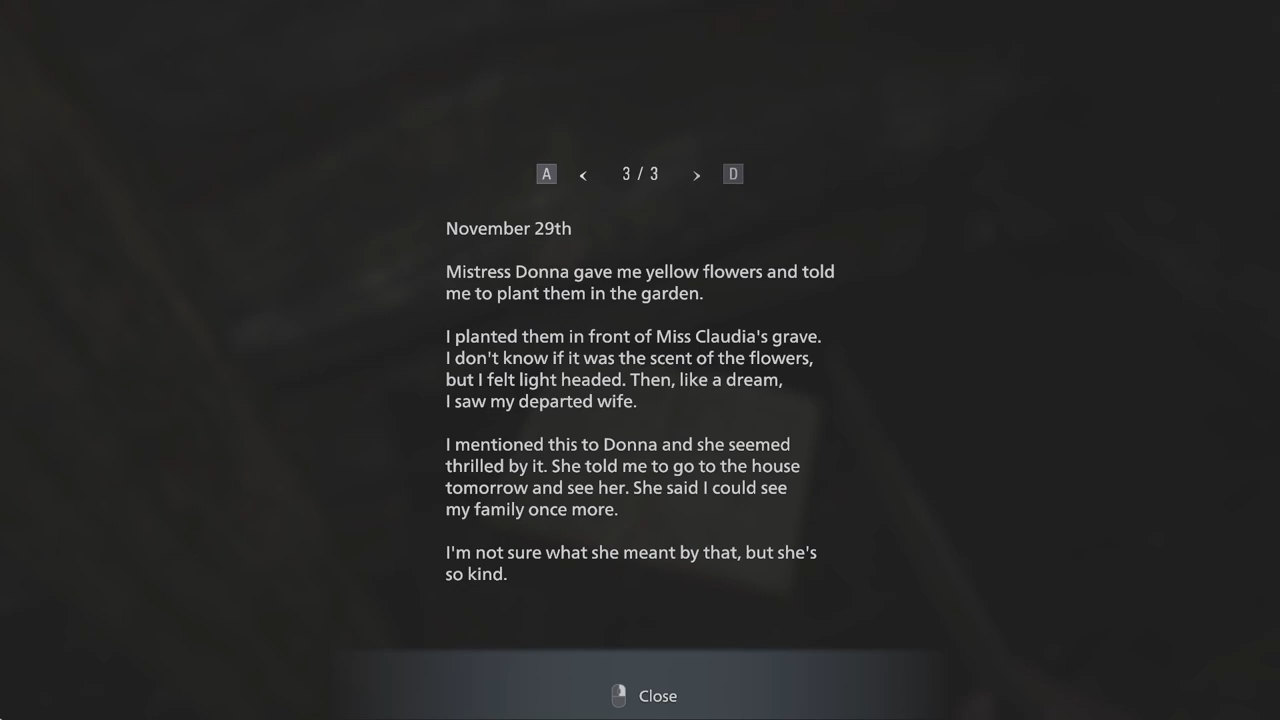 A < 3 / 3 > D
November 29th
Mistress Donna gave me yellow flowers and told
me to plant them in the garden.
I planted them in front of Miss Claudia's grave.
I don't know if it was the scent of the flowers,
but I felt light headed. Then, like a dream,
I saw my departed wife.
I mentioned this to Donna and she seemed
thrilled by it. She told me to go to the house
tomorrow and see her. She said I could see
my family once more.
I'm not sure what she meant by that, but she's
so kind.
Close